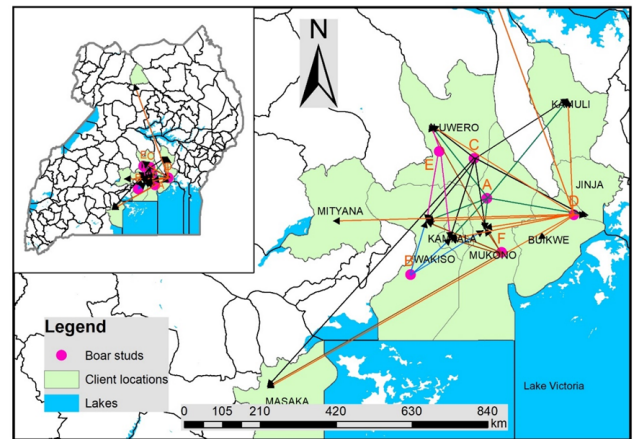 N
KAMULI
LUWERO
C
E
A
JINJA
D
MITYANA
KAMPALA
F
BUIKWE
WAKISO
MUKONO
B
Legend
Boar studs
Client locations
Lakes
Lake Victoria
MASAKA
0 105 210 420 630 840
km